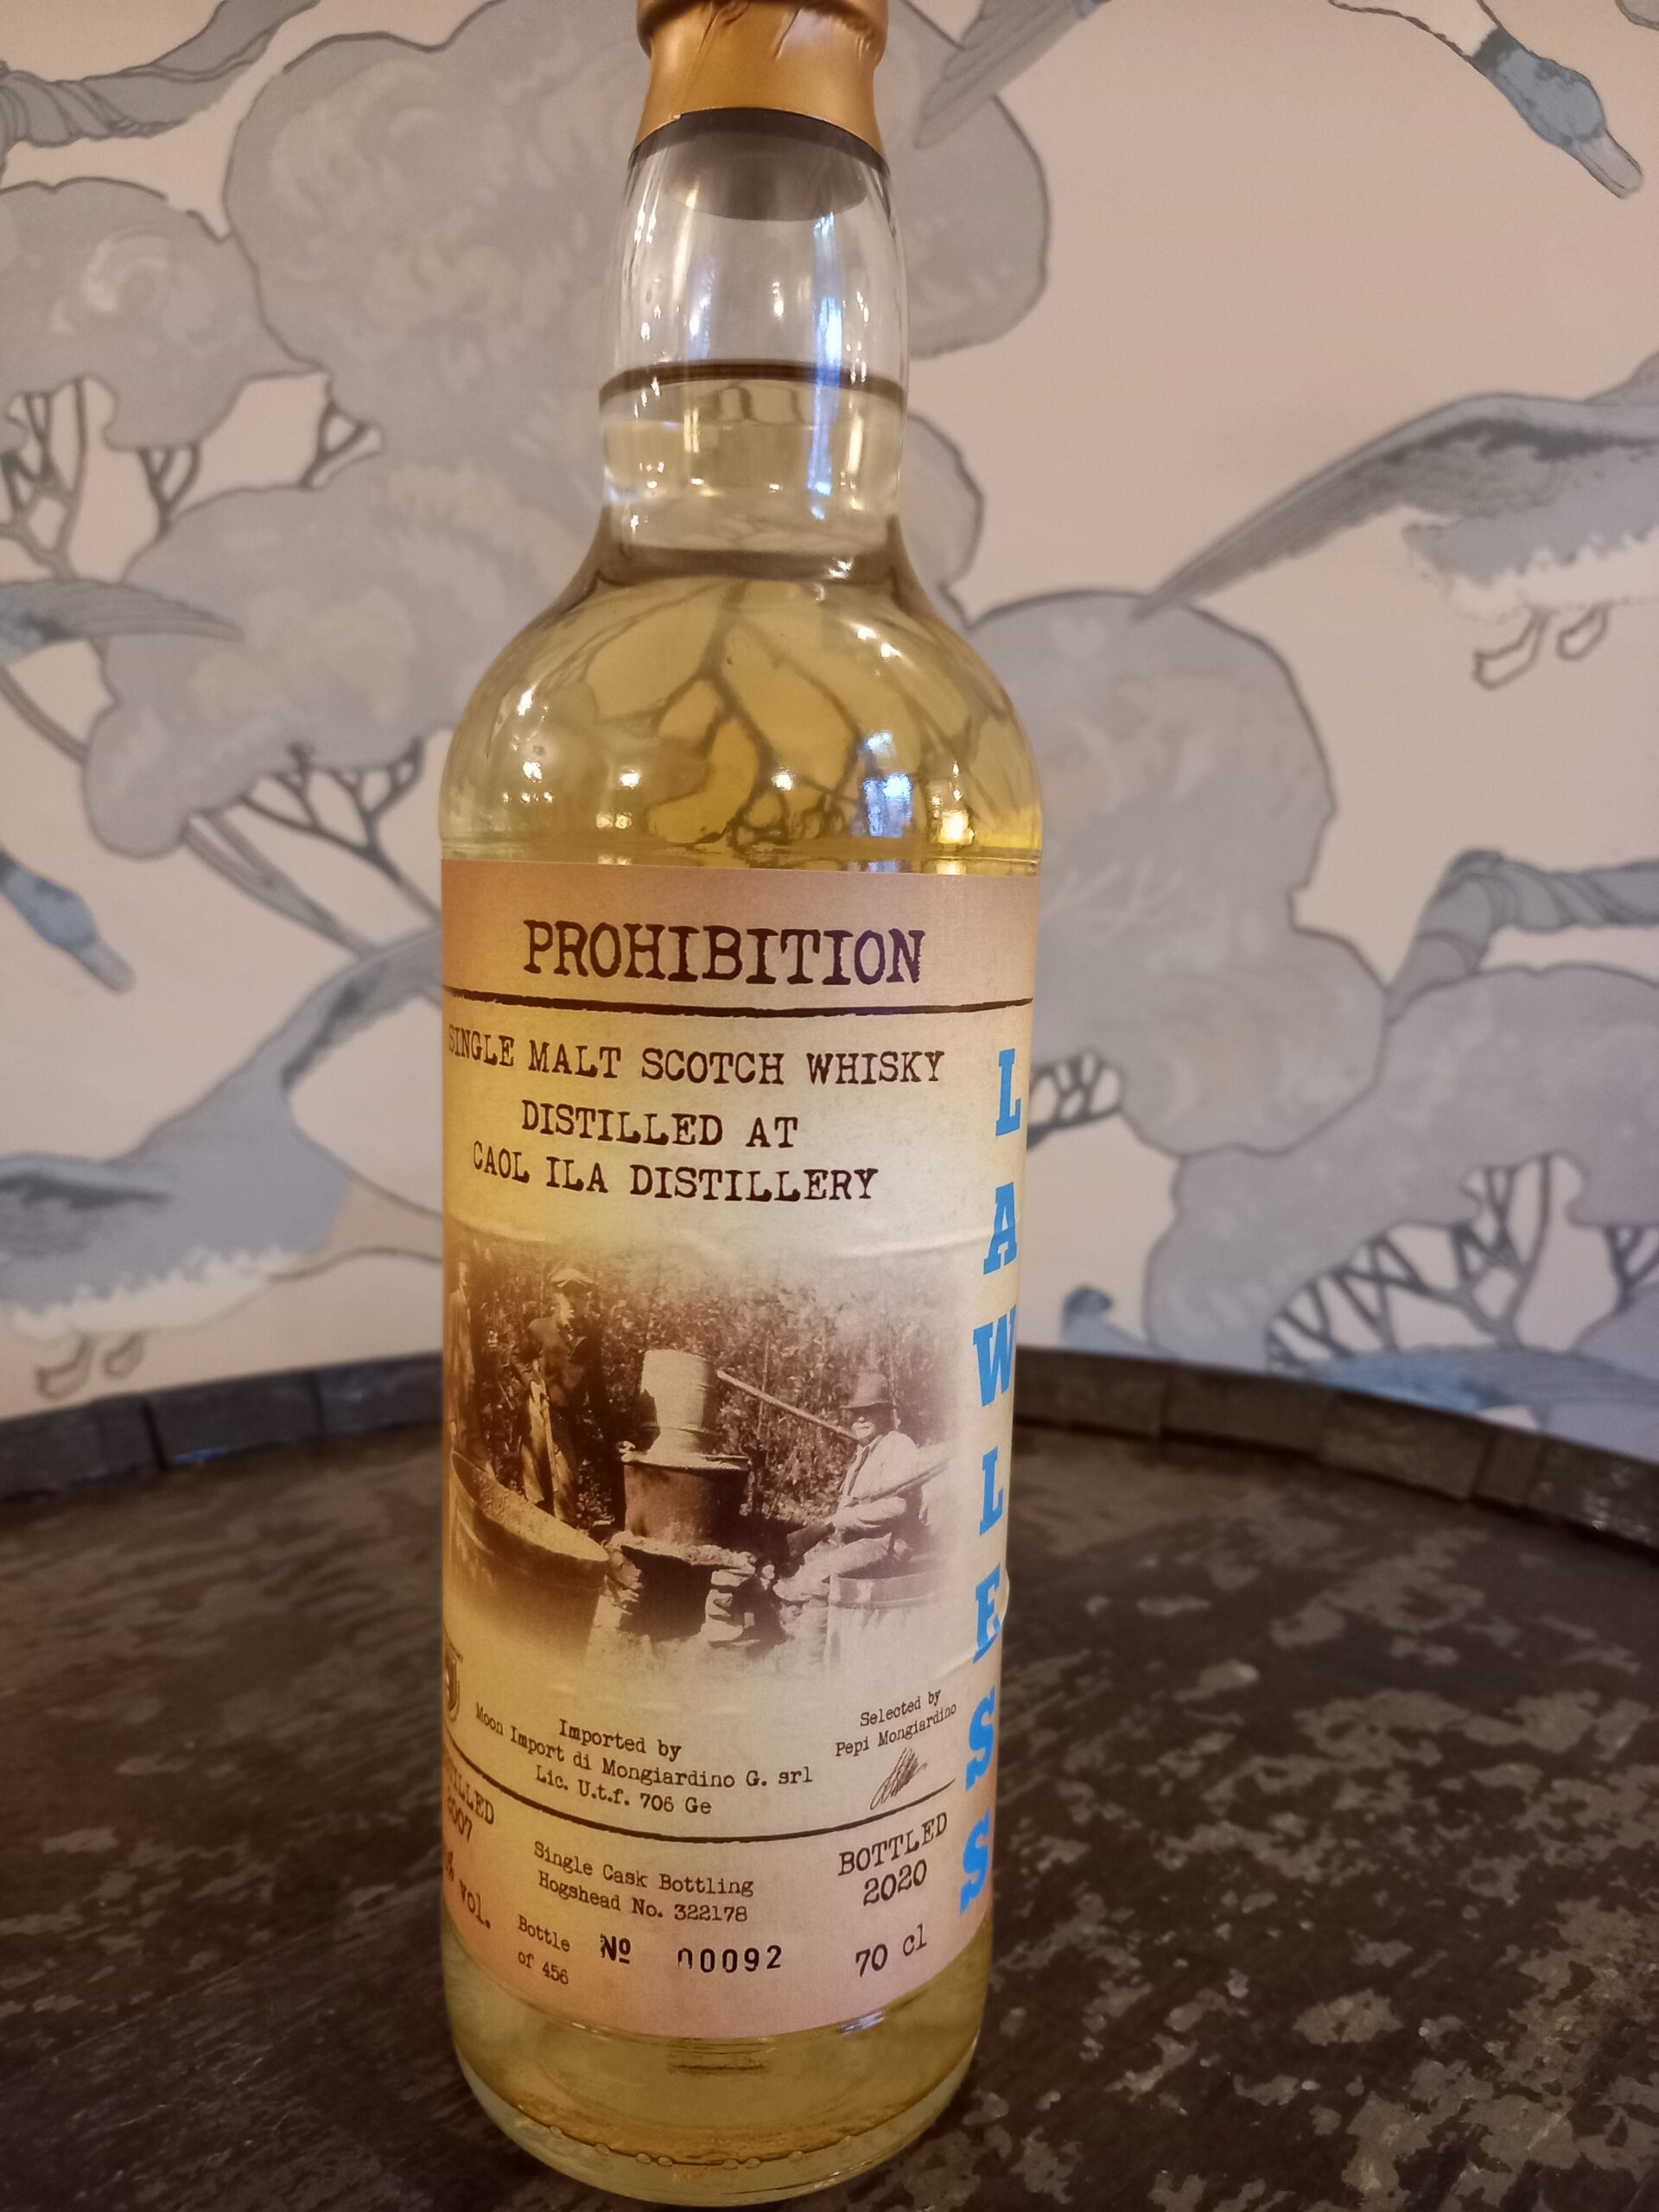 PROHIBITION
SINGLE MALT SCOTCH WHISKY
DISTILLED AT
CAOL ILA DISTILLERY
LAWLESS
Imported by
Moon Import di Mongiardino G. srl
Lic. U.t.f. 706 Ge
Selected by
Pepi Mongiardino
2007
vol.
Single Cask Bottling
Hogshead No. 322178
Bottle Nº 00092
of 456
BOTTLED
2020
70 cl